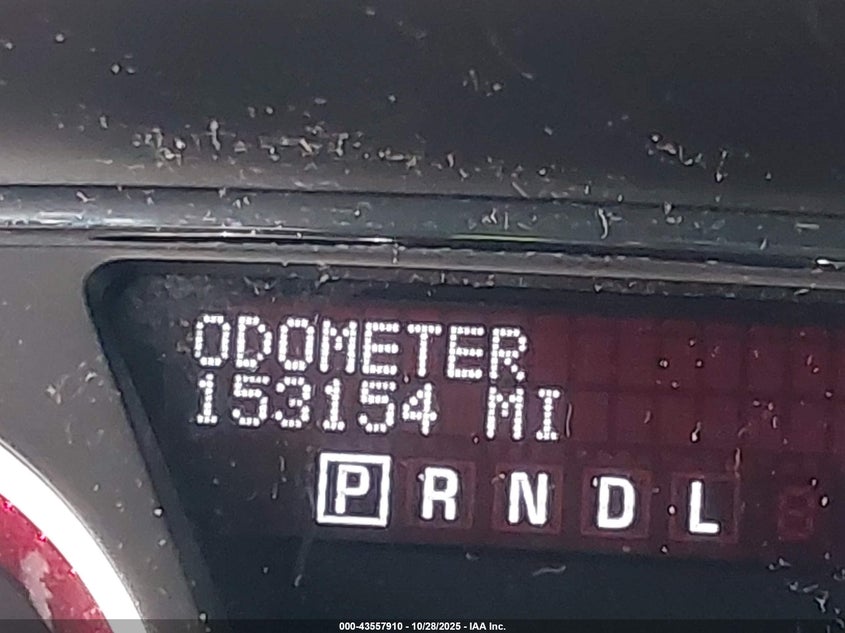 ODOMETER
153154 MI
P R N D L
000-43557910 - 10/28/2025 - IAA Inc.